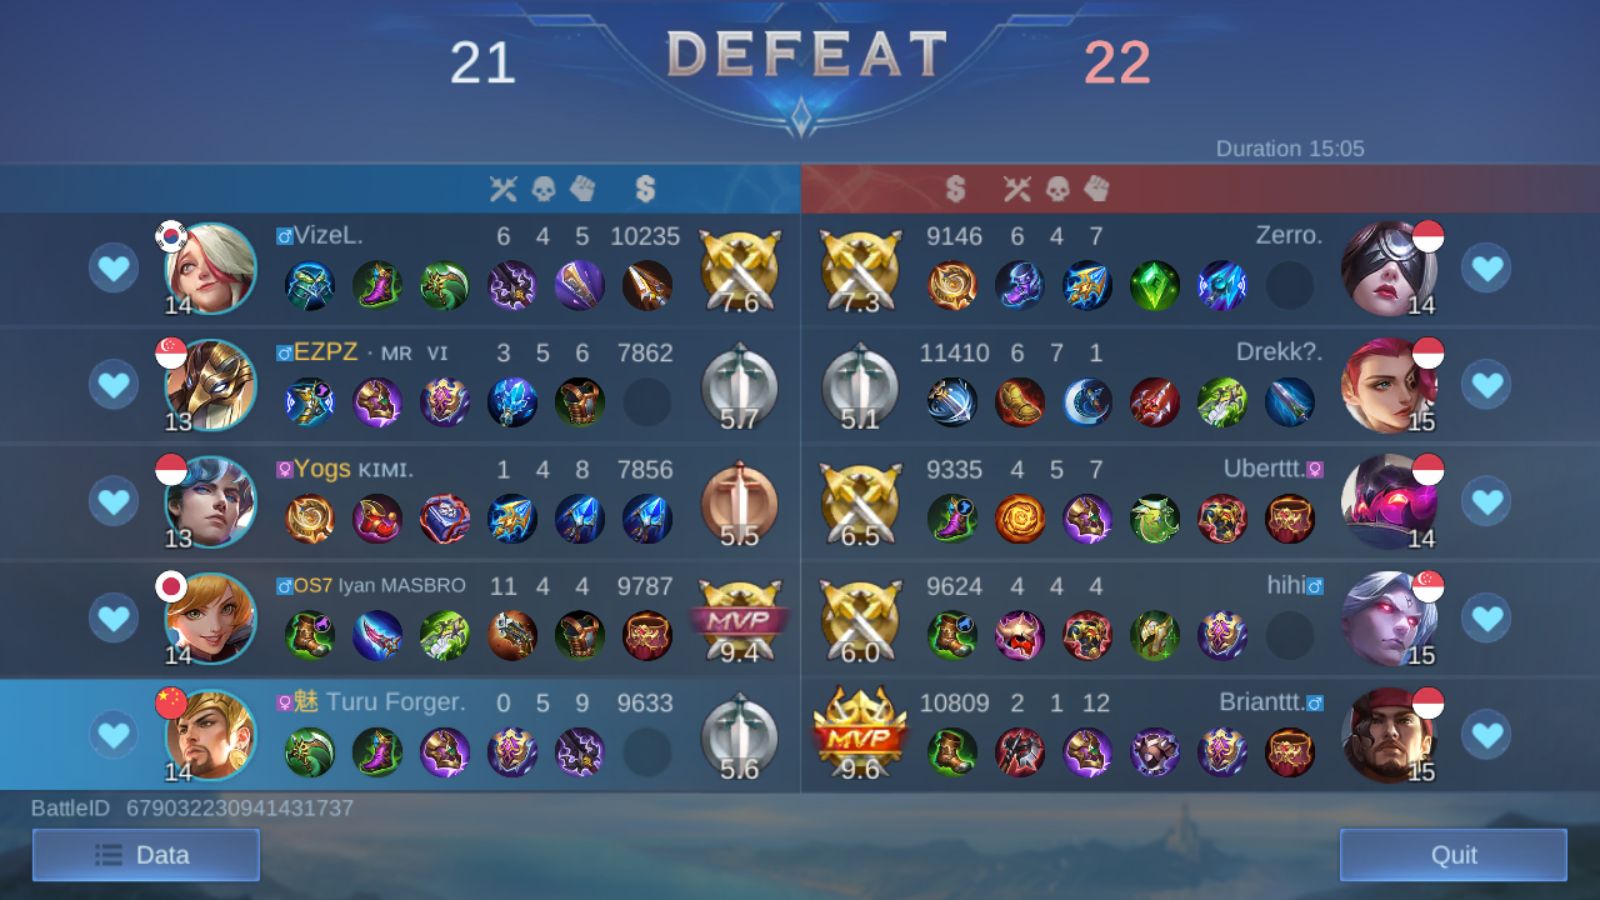 21 DEFEAT 22
Duration 15:05
VizeL. 6 4 5 10235 7.6 14
7.3 9146 6 4 7 Zerro. 14
EZPZ · MR VI 3 5 6 7862 5.7 13
5.1 11410 6 7 1 Drekk?. 15
Yogs KIMI. 1 4 8 7856 5.5 13
6.5 9335 4 5 7 Uberttt. 14
OS7 Iyan MASBRO 11 4 4 9787 MVP 9.4 14
6.0 9624 4 4 4 hihi 15
魅 Turu Forger. 0 5 9 9633 5.6 14
MVP 9.6 10809 2 1 12 Brianttt. 15
BattleID 679032230941431737
Data
Quit